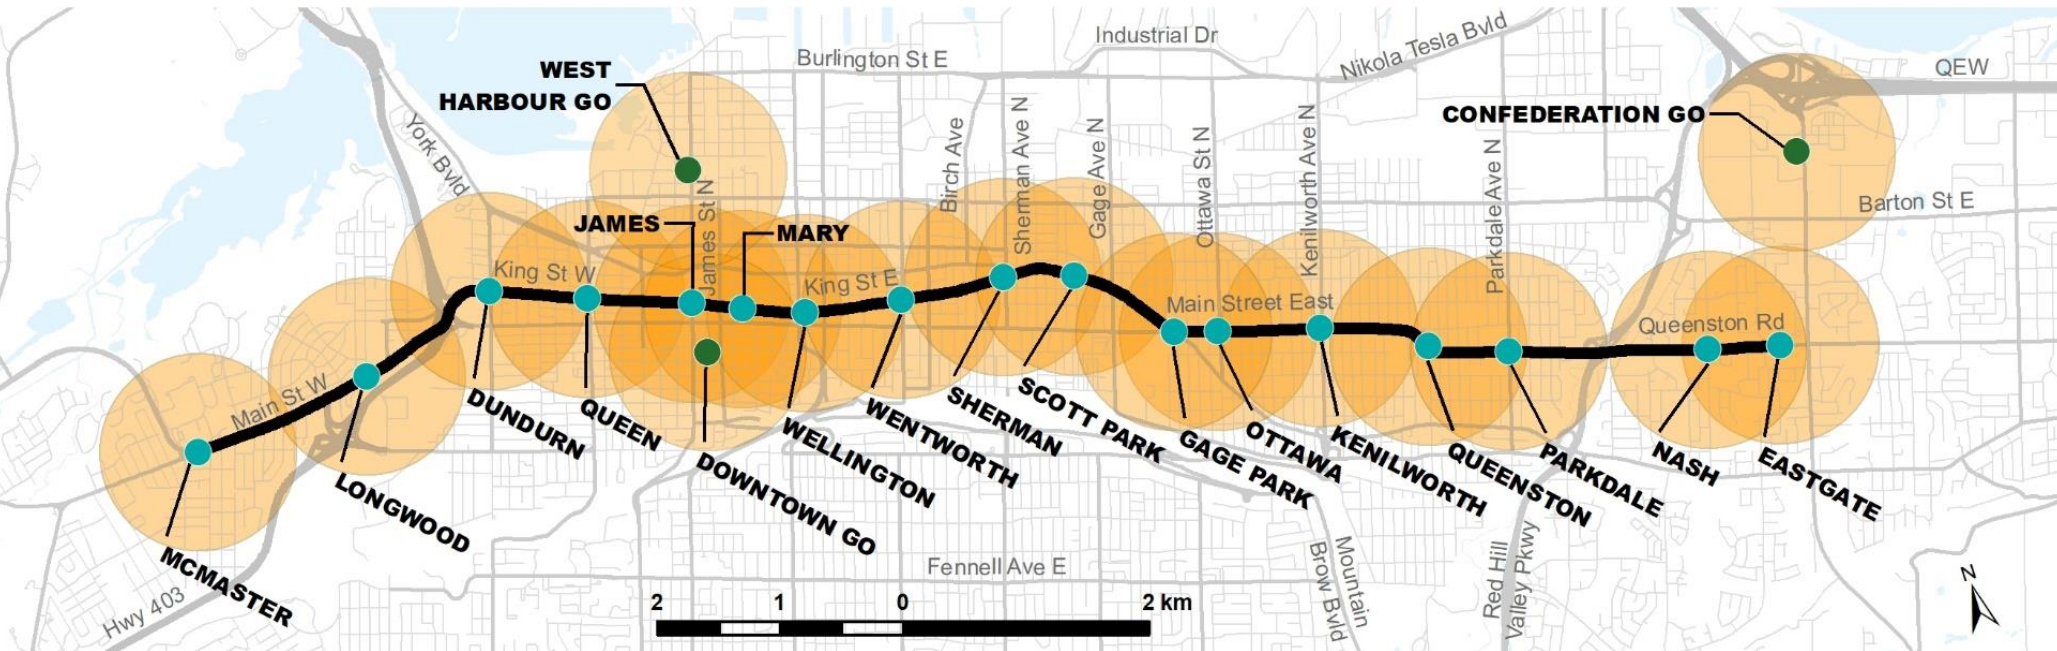 Industrial Dr
Nikola Tesla Bvld
Burlington St E
WEST
HARBOUR GO
QEW
CONFEDERATION GO
York Bvld
Birch Ave
Sherman Ave N
Gage Ave N
Ottawa St N
Kenilworth Ave N
Parkdale Ave N
Barton St E
James St N
JAMES
MARY
King St W
King St E
Main Street East
Queenston Rd
Main St W
DUNDURN
QUEEN
DOWNTOWN GO
WELLINGTON
WENTWORTH
SHERMAN
SCOTT PARK
GAGE PARK
OTTAWA
KENILWORTH
QUEENSTON
PARKDALE
NASH
EASTGATE
LONGWOOD
MCMASTER
Hwy 403
Fennell Ave E
Mountain
Brow Bvld
Red Hill
Valley Pkwy
N
2 1 0 2 km